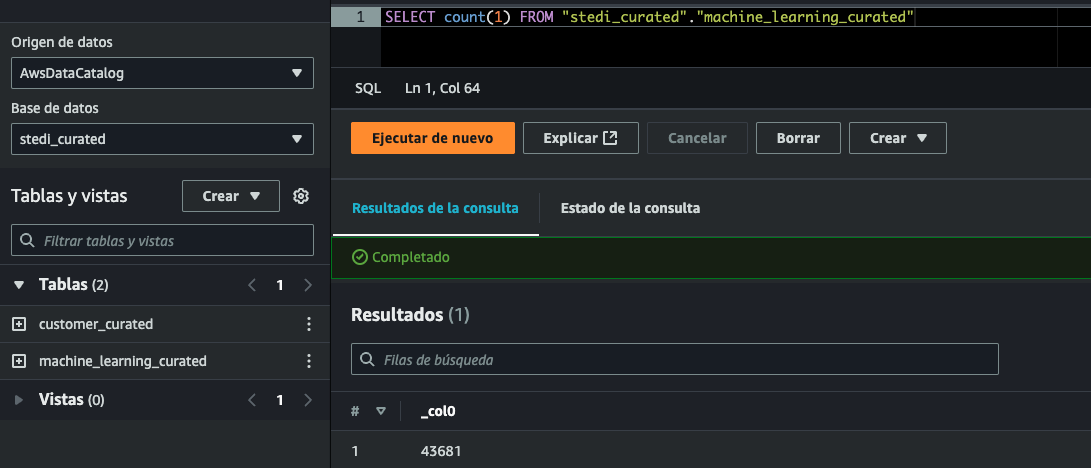 Origen de datos
AwsDataCatalog
Base de datos
stedi_curated
Tablas y vistas
Crear
Filtrar tablas y vistas
Tablas (2)
1
customer_curated
machine_learning_curated
Vistas (0)
1
1 SELECT count(1) FROM "stedi_curated"."machine_learning_curated"
SQL Ln 1, Col 64
Ejecutar de nuevo Explicar Cancelar Borrar Crear
Resultados de la consulta Estado de la consulta
Completado
Resultados (1)
Filas de búsqueda
# _col0
1 43681